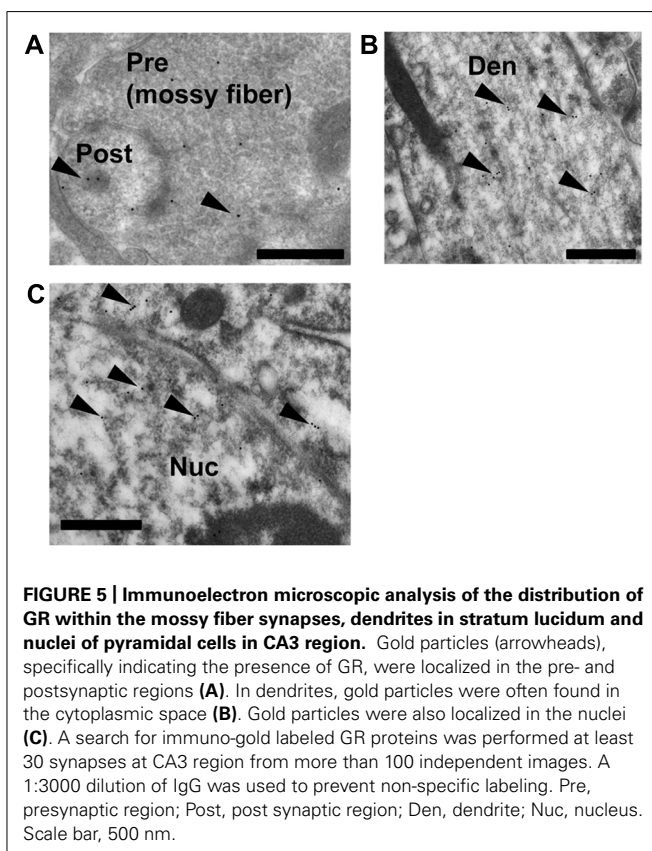 A
Pre
(mossy fiber)
Post
B
Den
C
Nuc
FIGURE 5 | Immunoelectron microscopic analysis of the distribution of
GR within the mossy fiber synapses, dendrites in stratum lucidum and
nuclei of pyramidal cells in CA3 region. Gold particles (arrowheads),
specifically indicating the presence of GR, were localized in the pre- and
postsynaptic regions (A). In dendrites, gold particles were often found in
the cytoplasmic space (B). Gold particles were also localized in the nuclei
(C). A search for immuno-gold labeled GR proteins was performed at least
30 synapses at CA3 region from more than 100 independent images. A
1:3000 dilution of IgG was used to prevent non-specific labeling. Pre,
presynaptic region; Post, post synaptic region; Den, dendrite; Nuc, nucleus.
Scale bar, 500 nm.